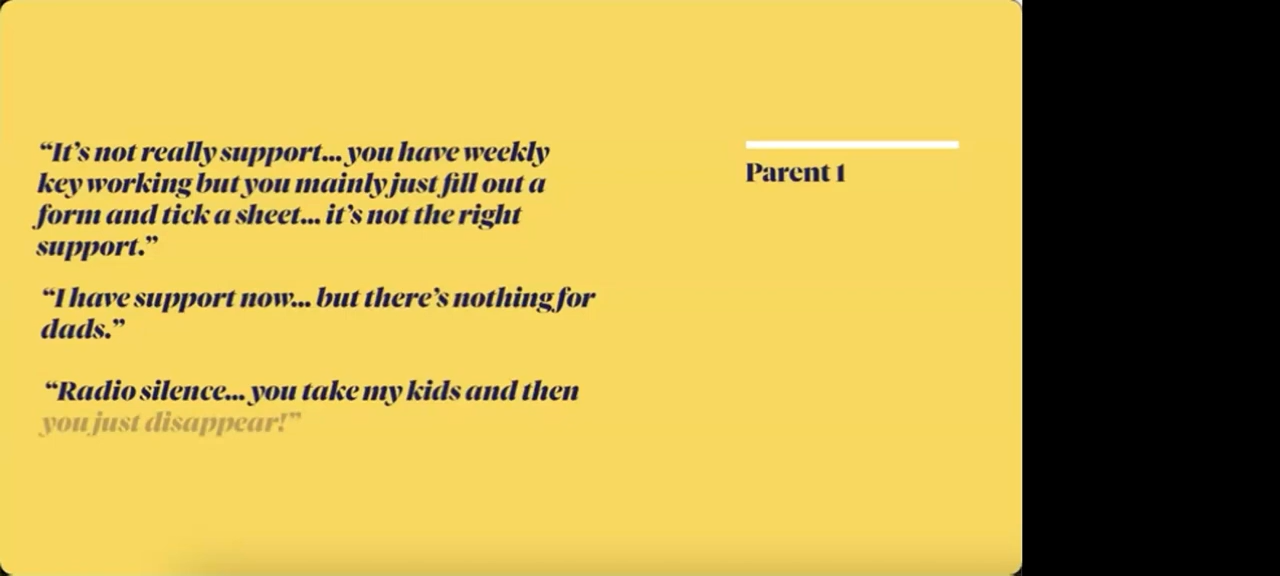 “It’s not really support... you have weekly
key working but you mainly just fill out a
form and tick a sheet... it’s not the right
support.”
“I have support now... but there’s nothing for
dads.”
“Radio silence... you take my kids and then
you just disappear!”
Parent 1